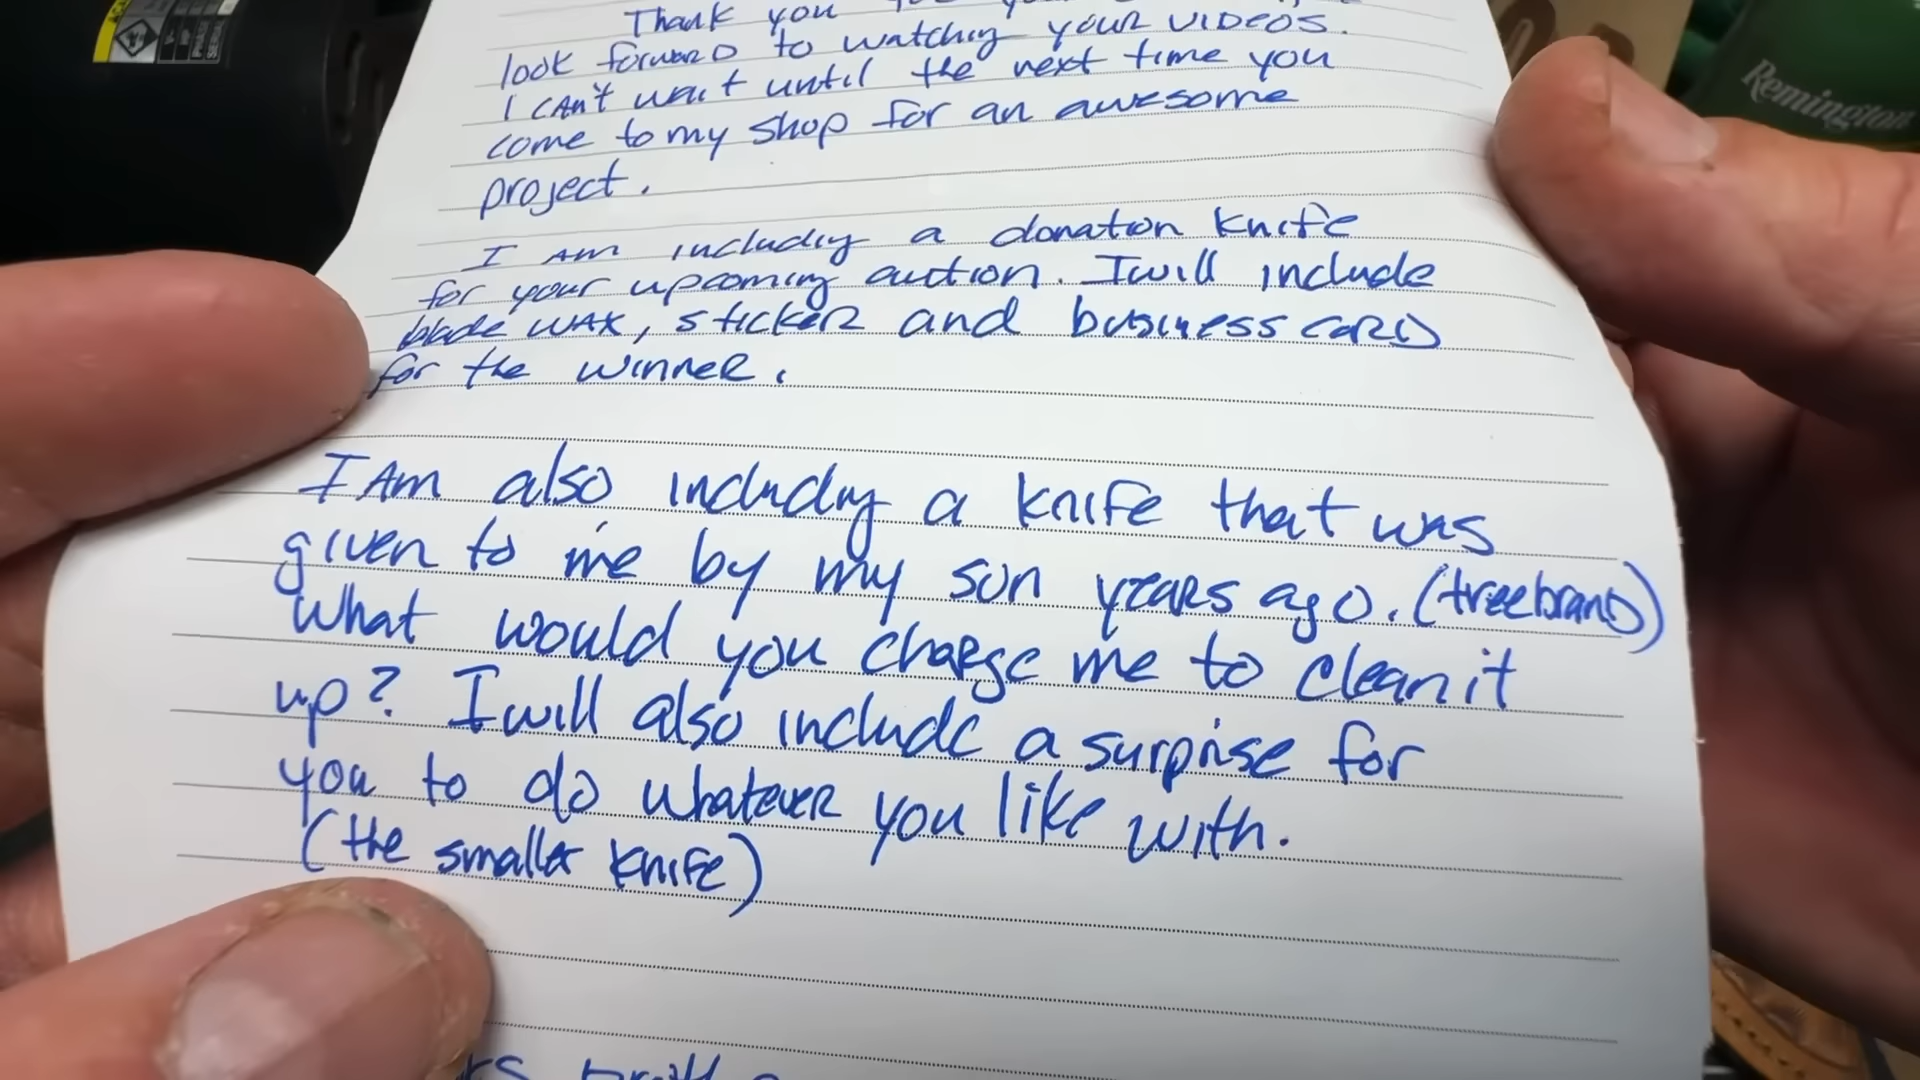 Thank you
look forward to watching your videos.
I can't wait until the next time you
come to my shop for an awesome
project.
I am including a donation knife
for your upcoming auction. I will include
blade wax, sticker and business card
for the winner.
I Am also including a knife that was
given to me by my son years ago. (treebrand)
What would you charge me to clean it
up? I will also include a surprise for
you to do whatever you like with.
(the smaller knife)
Remington